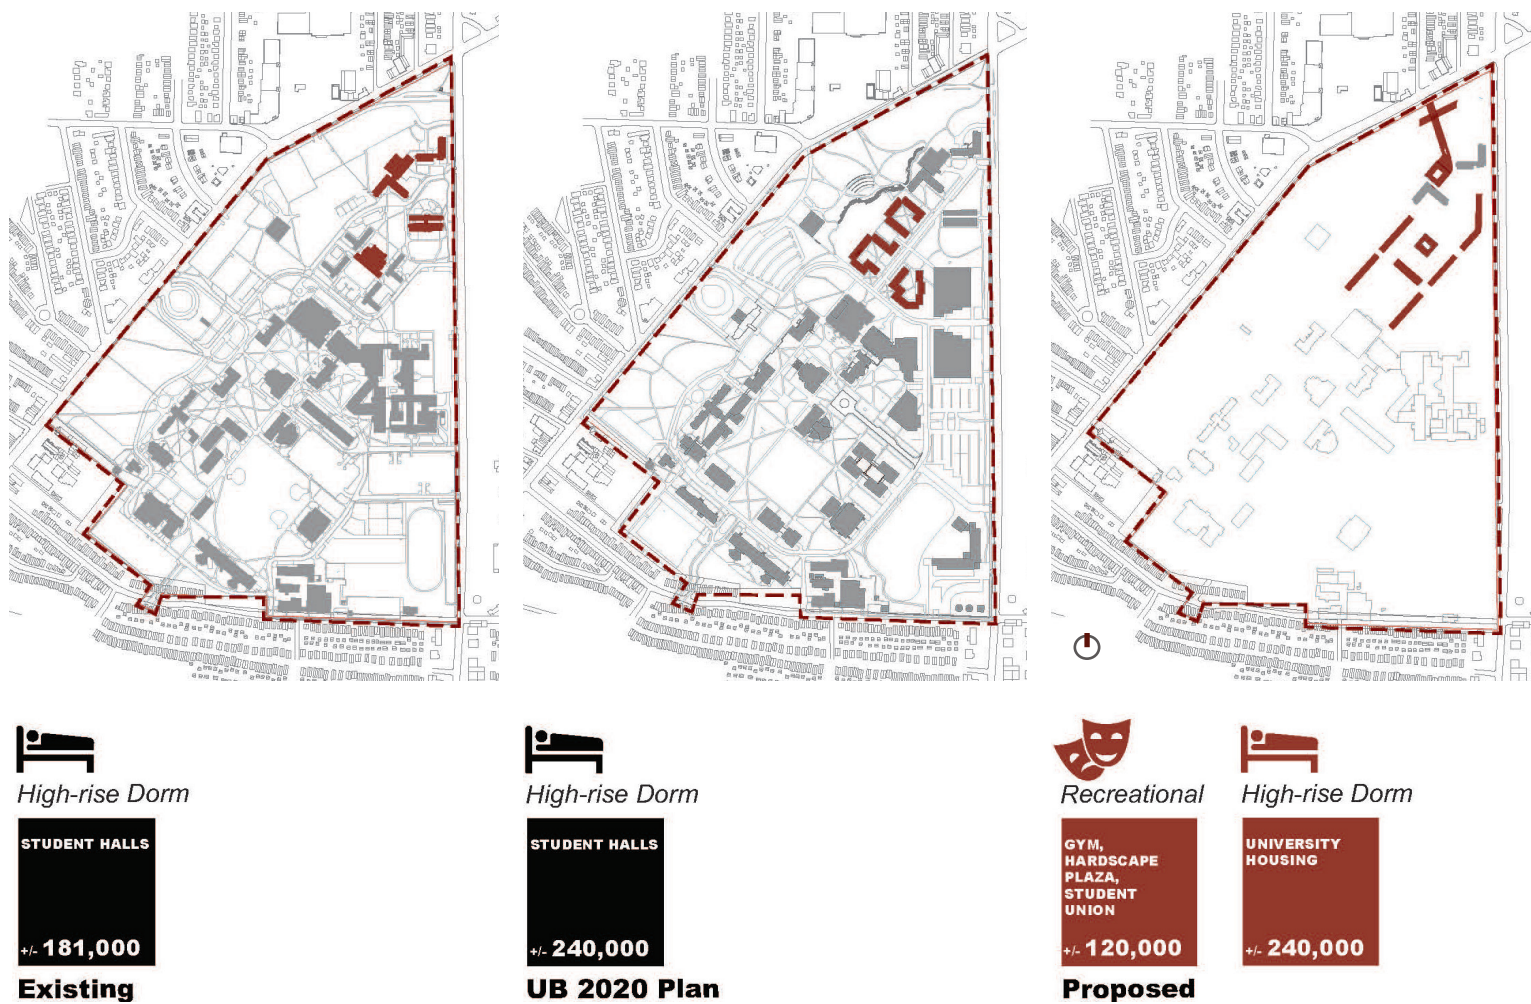 High-rise Dorm
STUDENT HALLS
+/- 181,000
Existing
High-rise Dorm
STUDENT HALLS
+/- 240,000
UB 2020 Plan
Recreational
GYM,
HARDSCAPE
PLAZA,
STUDENT
UNION
+/- 120,000
High-rise Dorm
UNIVERSITY
HOUSING
+/- 240,000
Proposed